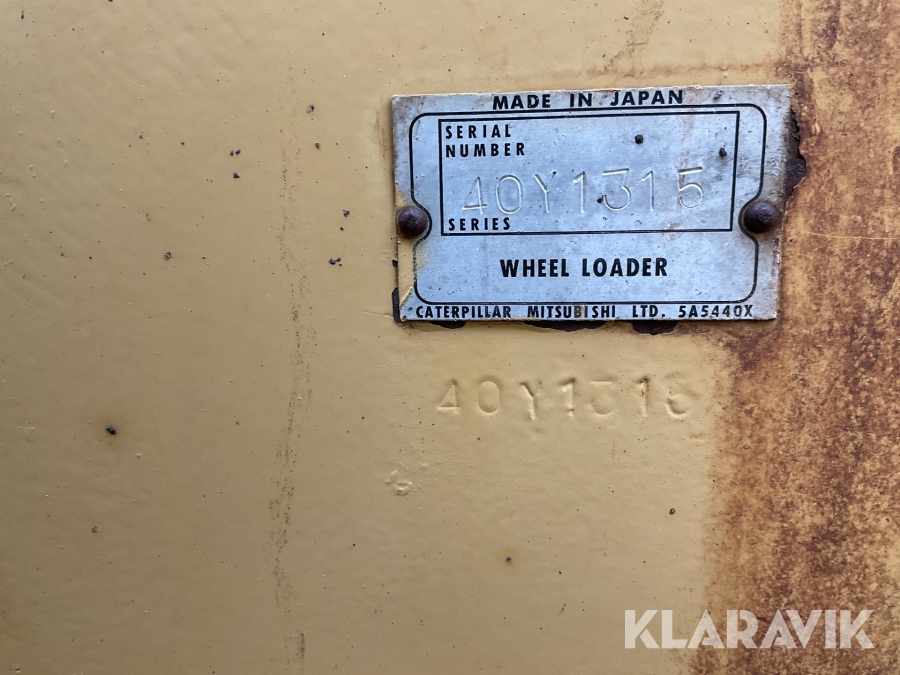 MADE IN JAPAN
SERIAL
NUMBER
40Y1315
SERIES
WHEEL LOADER
CATERPILLAR MITSUBISHI LTD. 5A5440X
40Y1315
KLARAVIK